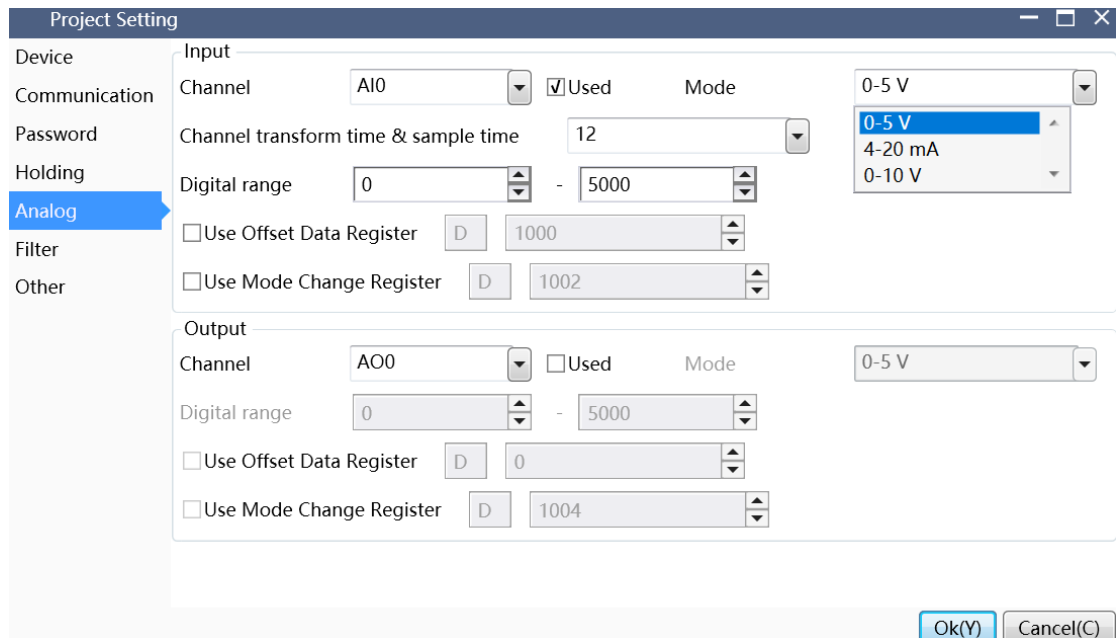 Project Setting
Device
Communication
Password
Holding
Analog
Filter
Other
Input
Channel AI0 Used Mode 0-5 V
0-5 V
4-20 mA
0-10 V
Channel transform time & sample time 12
Digital range 0 - 5000
Use Offset Data Register D 1000
Use Mode Change Register D 1002
Output
Channel AO0 Used Mode 0-5 V
Digital range 0 - 5000
Use Offset Data Register D 0
Use Mode Change Register D 1004
Ok(Y) Cancel(C)